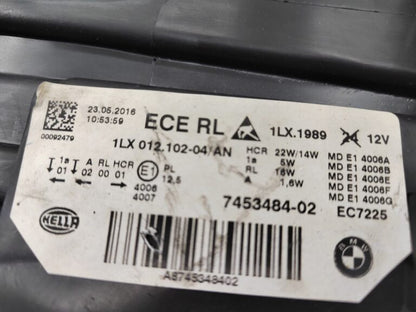 23.05.2016
10:53:59
00092479
ECE RL
1LX.1989
24 12V
1LX 012.102-04/AN
HCR 22W/14W
1a 5W
RL 16W
A 1,6W
MD E1 4006A
MD E1 4006B
MD E1 4006E
MD E1 4006F
MD E1 4006G
1a A RL HCR
01 02 00 01
E1
PL
12,5
4006
4007
7453484-02
EC7225
HELLA
BMW
A8745348402